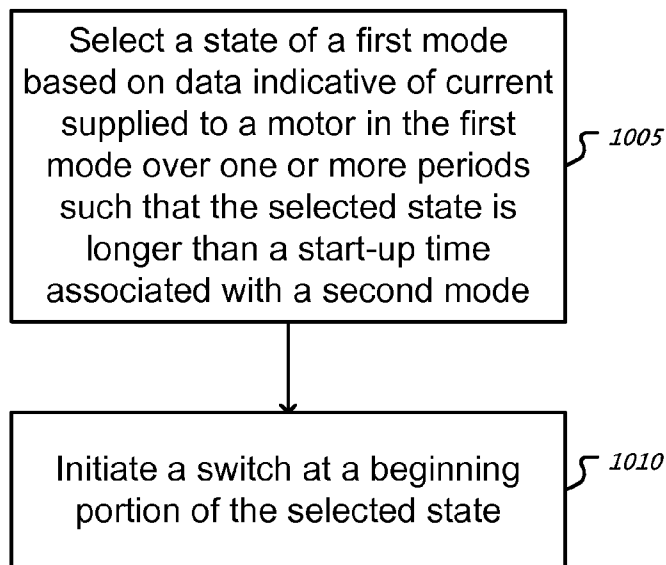 Select a state of a first mode
based on data indicative of current
supplied to a motor in the first
mode over one or more periods
such that the selected state is
longer than a start-up time
associated with a second mode
1005
Initiate a switch at a beginning
portion of the selected state
1010